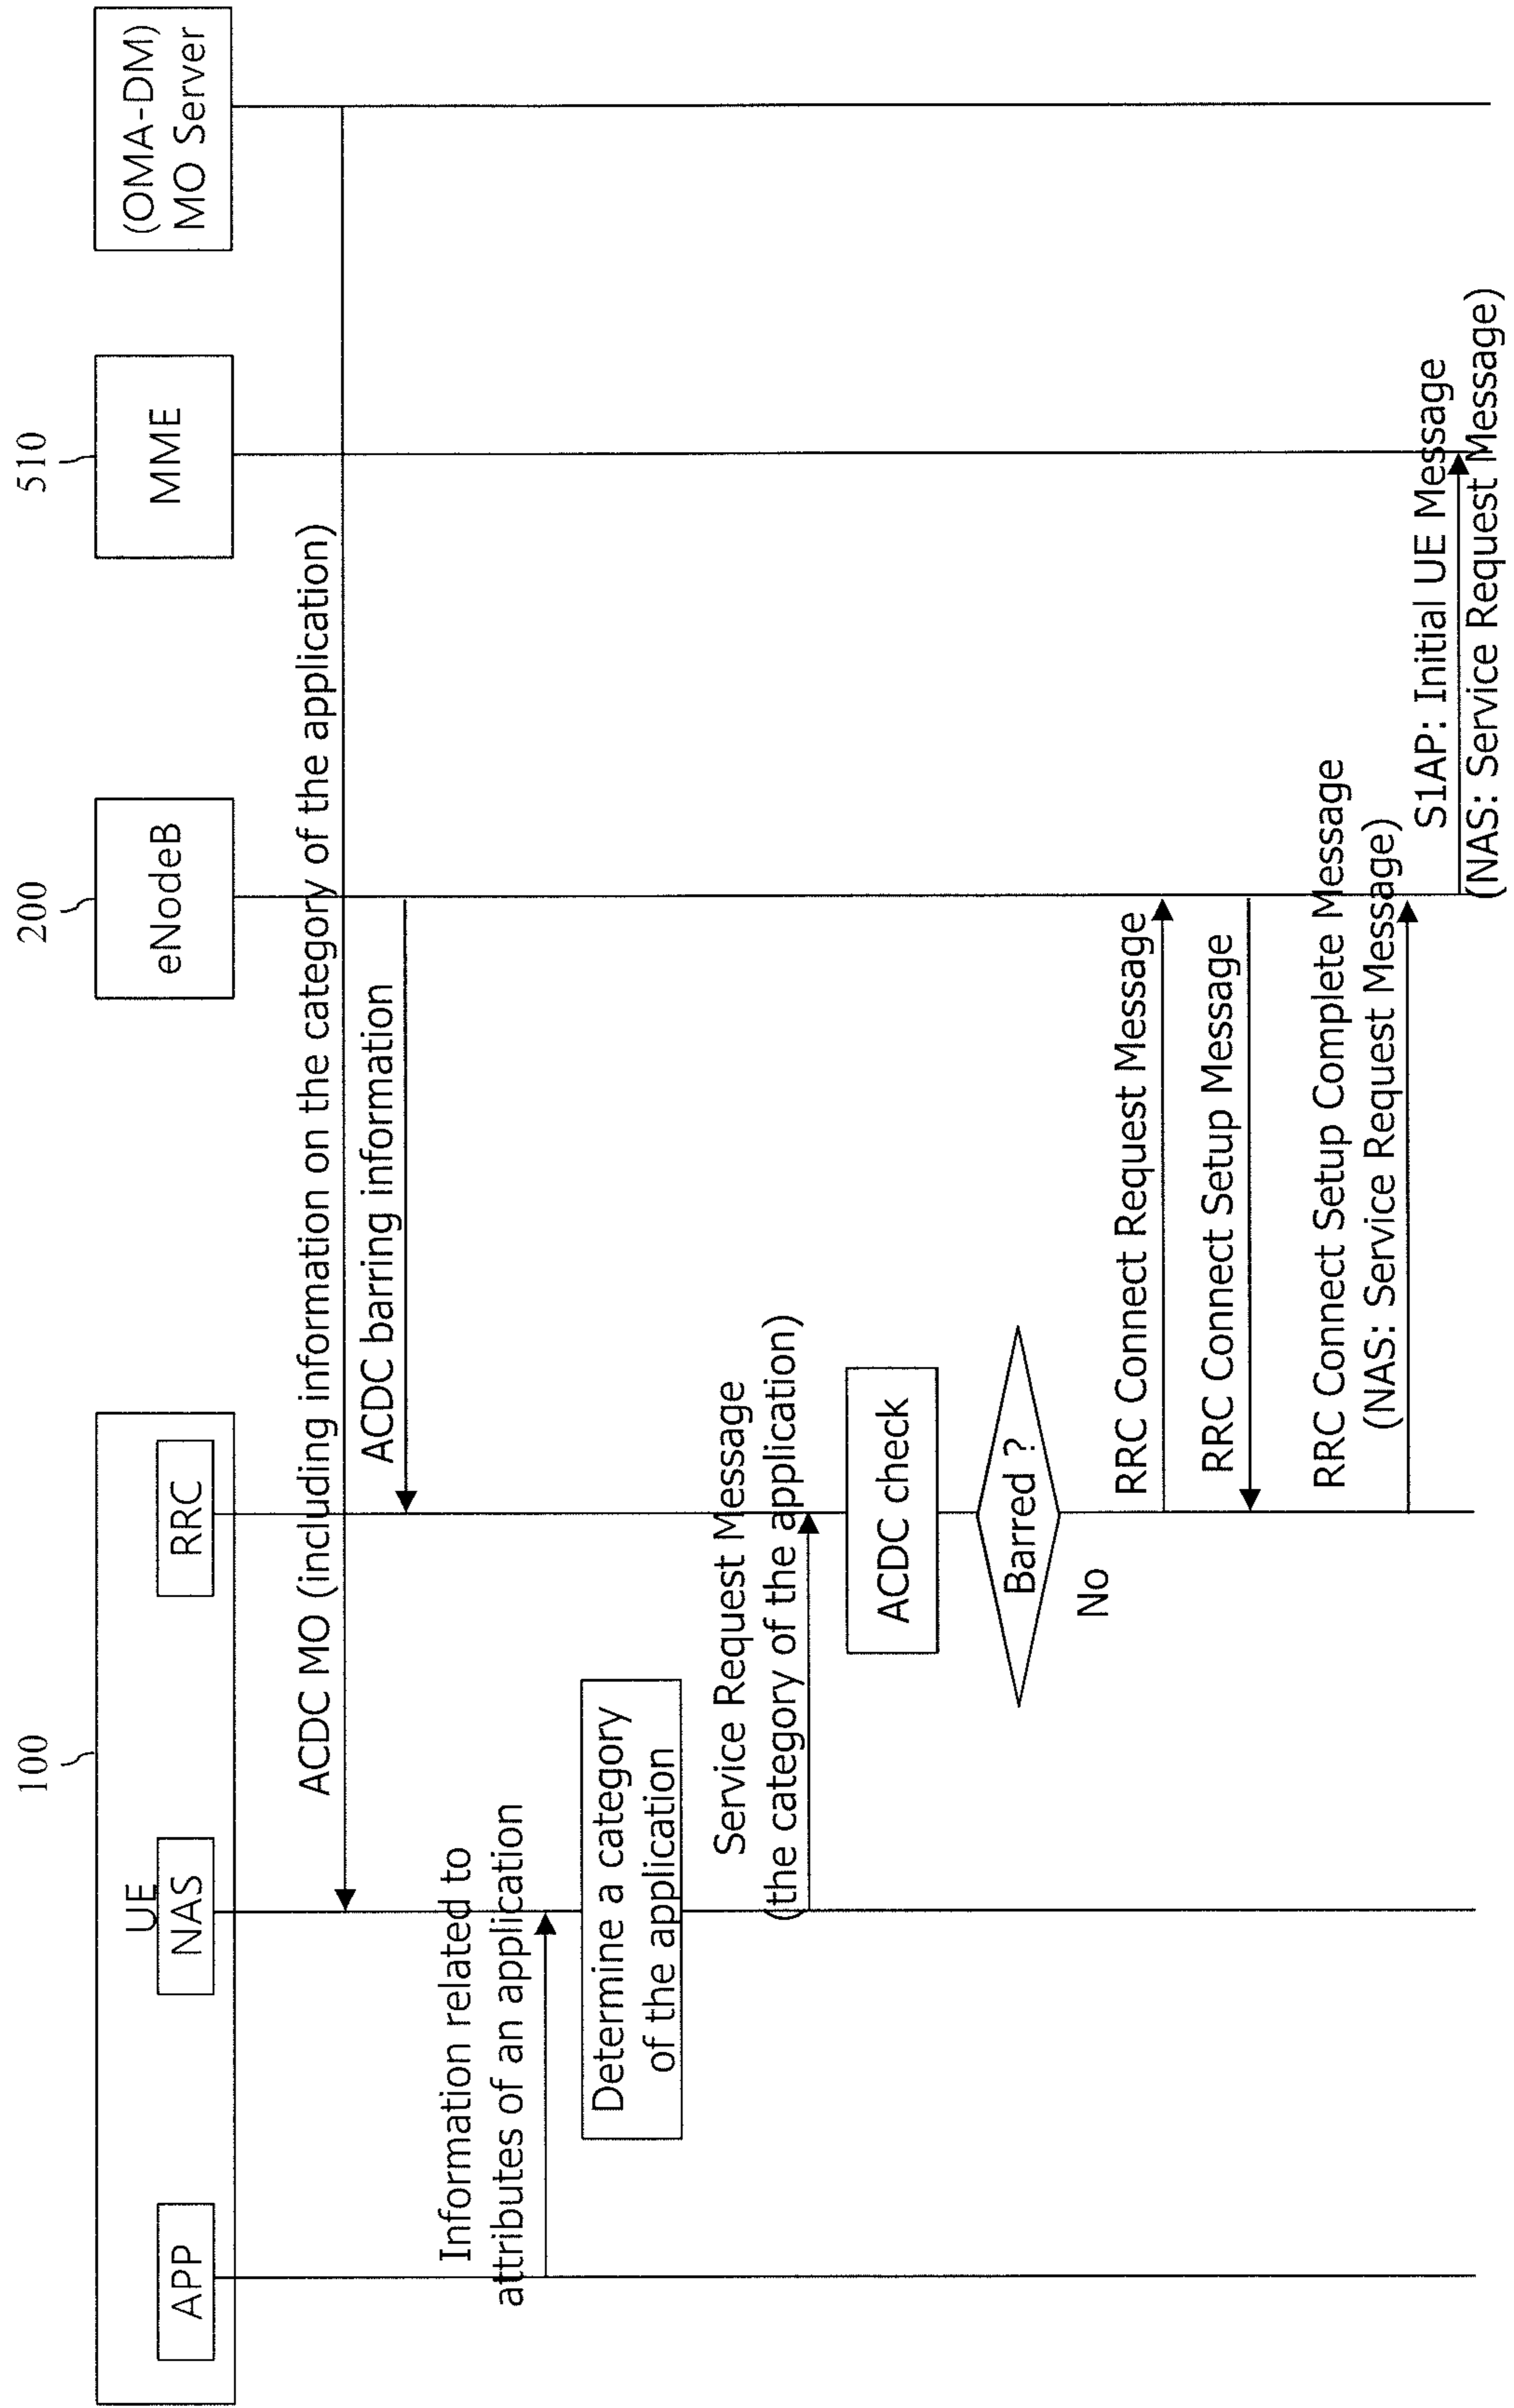 100
200
510
UE
APP
NAS
RRC
eNodeB
MME
(OMA-DM)
MO Server
ACDC MO (including information on the category of the application)
ACDC barring information
Information related to
attributes of an application
Determine a category
of the application
Service Request Message
(the category of the application)
ACDC check
Barred ?
No
RRC Connect Request Message
RRC Connect Setup Message
RRC Connect Setup Complete Message
(NAS: Service Request Message)
S1AP: Initial UE Message
(NAS: Service Request Message)